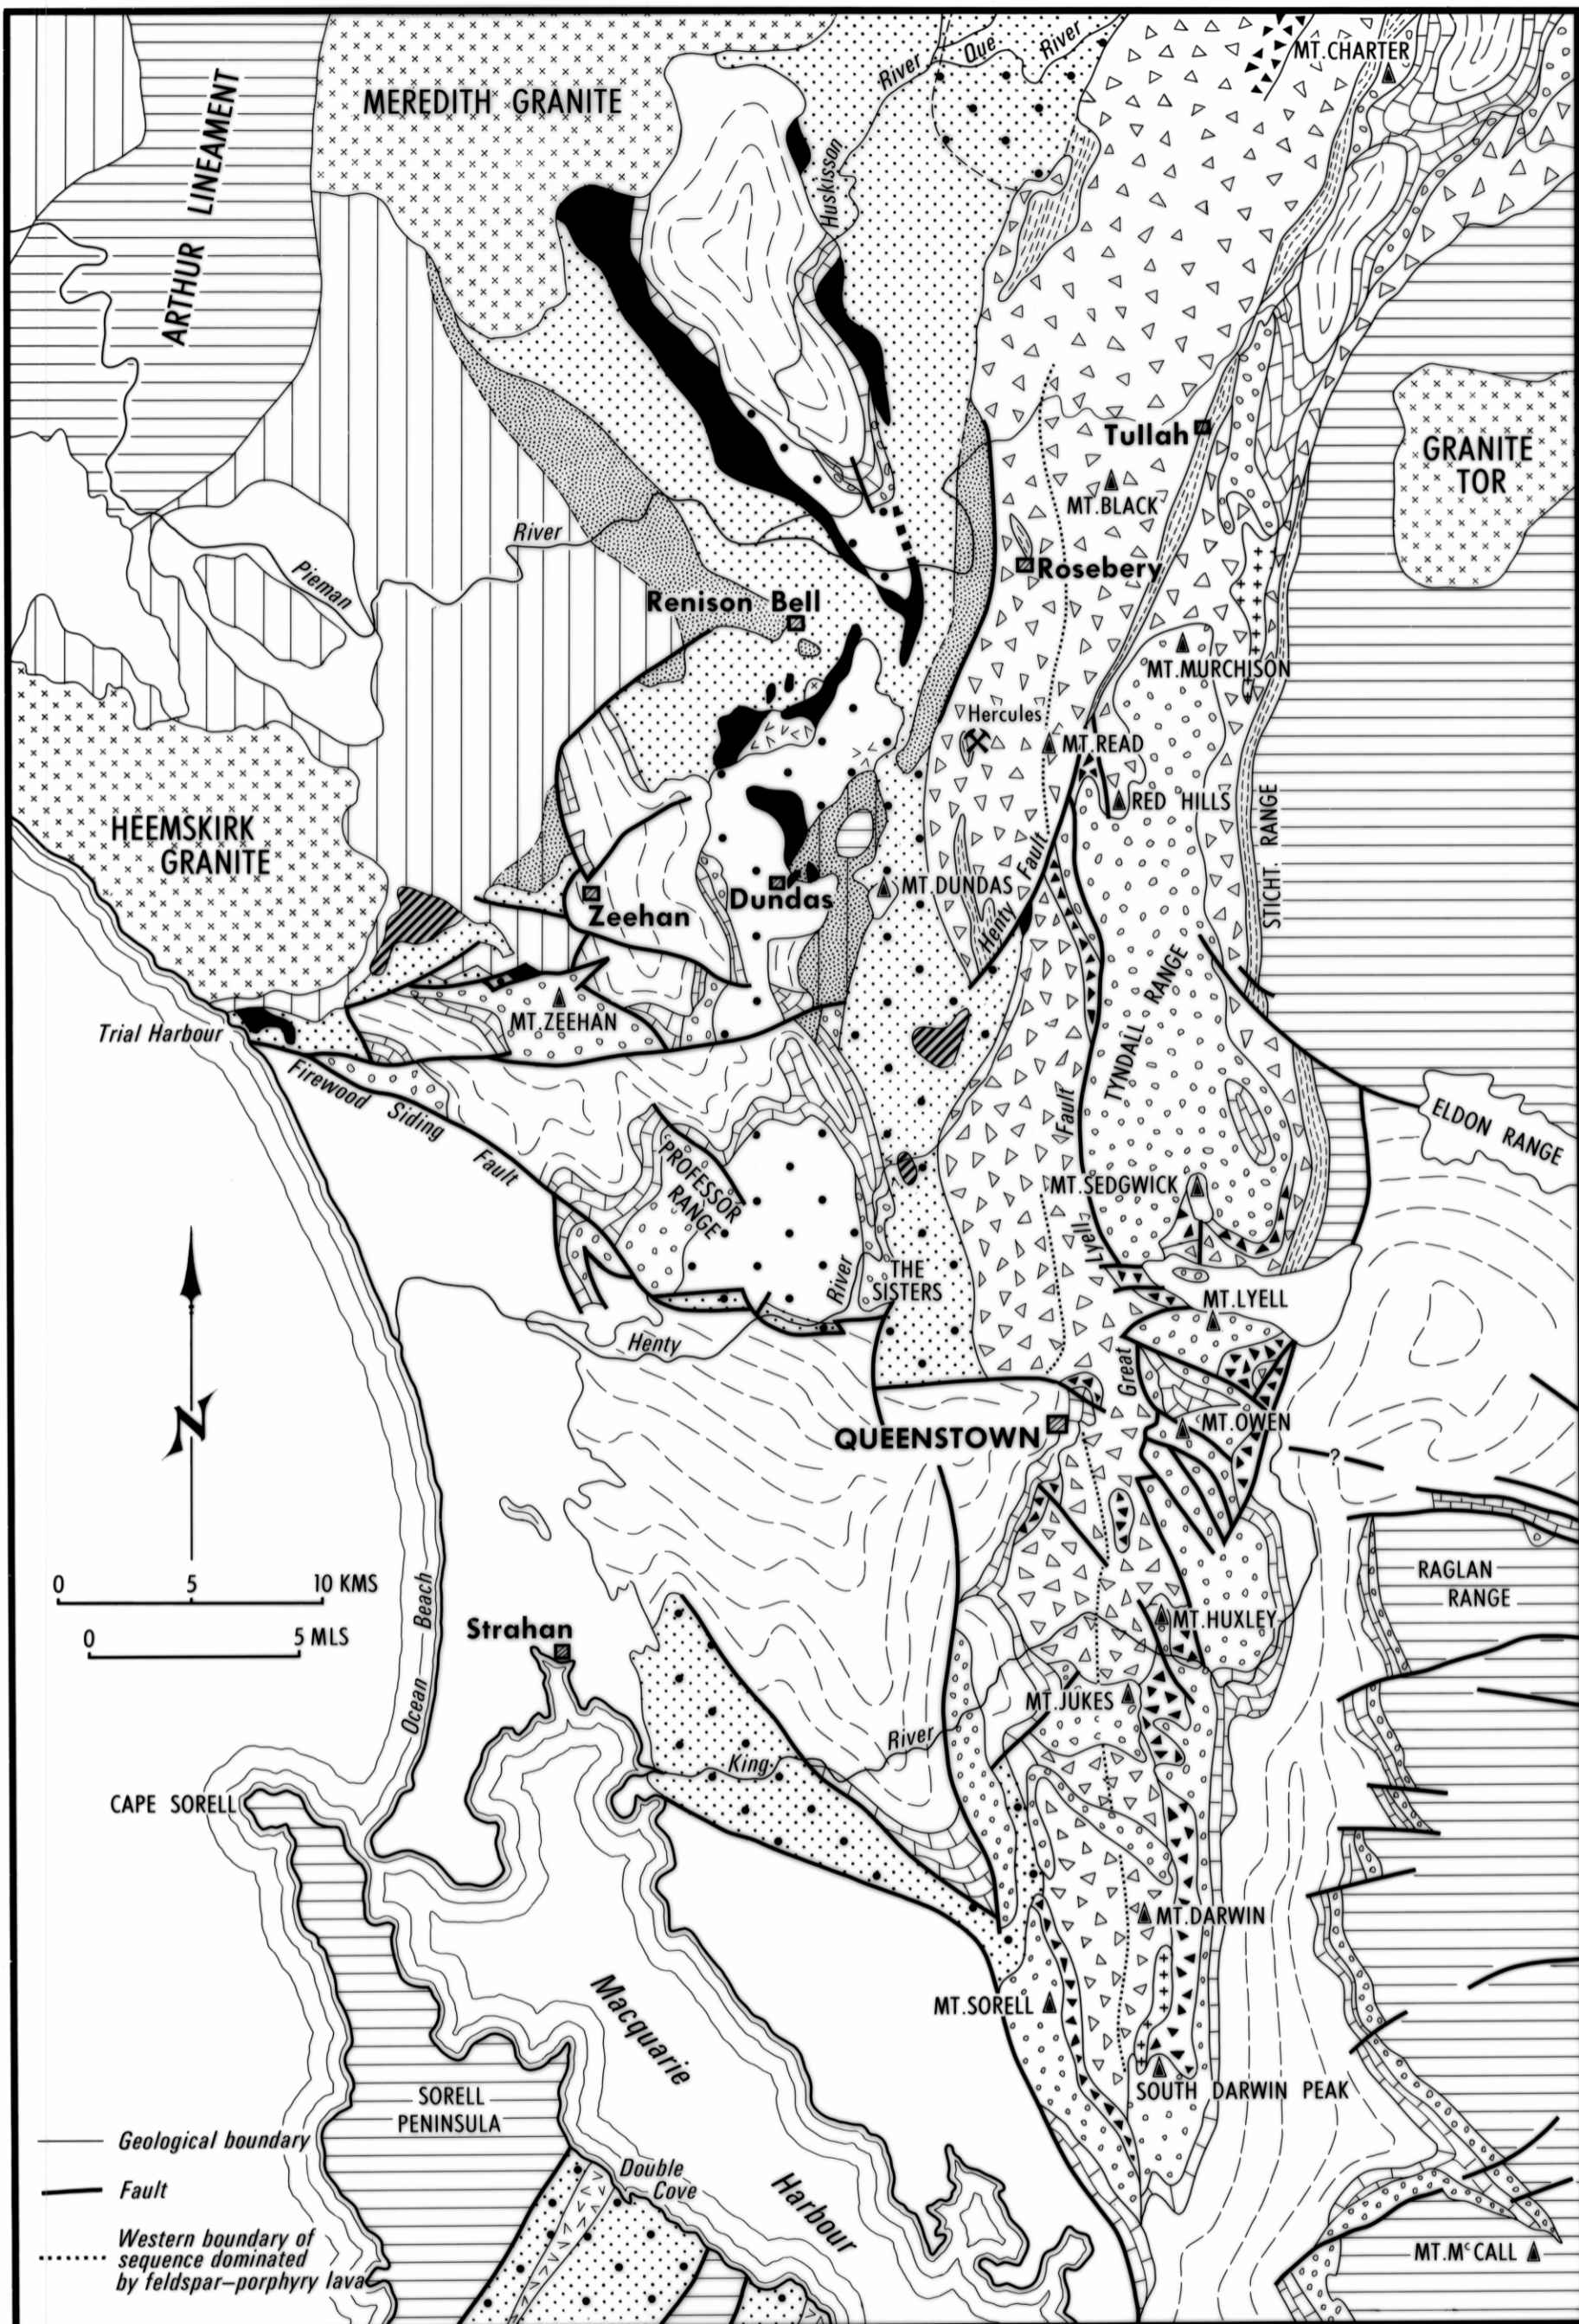 MT. CHARTER
River
Que
River
MEREDITH GRANITE
ARTHUR LINEAMENT
Huskisson
Tullah
GRANITE
TOR
MT. BLACK
River
Pieman
Rosebery
Renison Bell
MT. MURCHISON
Hercules
MT. READ
RED HILLS
HEEMSKIRK
GRANITE
STICHT. RANGE
MT. DUNDAS
Dundas
Zeehan
Henty Fault
TYNDALL RANGE
MT. ZEEHAN
Trial Harbour
Firewood Siding Fault
ELDON RANGE
PROFESSOR
RANGE
MT. SEDGWICK
Great Lyell Fault
River
THE
SISTERS
MT. LYELL
Henty
N
MT. OWEN
QUEENSTOWN
?
0 5 10 KMS
0 5 MLS
Ocean Beach
RAGLAN
RANGE
MT. HUXLEY
Strahan
MT. JUKES
River
King
CAPE SORELL
MT. DARWIN
MT. SORELL
Macquarie Harbour
SOUTH DARWIN PEAK
SORELL
PENINSULA
Double
Cove
MT. McCALL
Geological boundary
Fault
Western boundary of
sequence dominated
by feldspar–porphyry lava